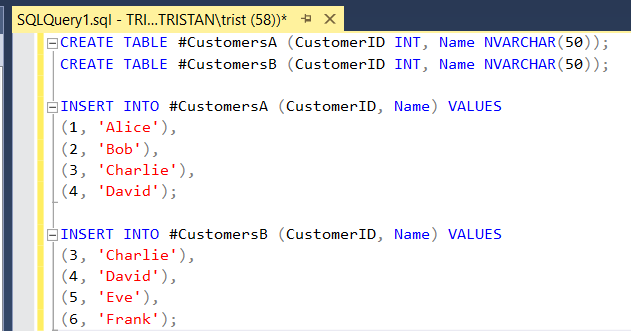 SQLQuery1.sql - TRI...TRISTAN\trist (58))*
CREATE TABLE #CustomersA (CustomerID INT, Name NVARCHAR(50));
CREATE TABLE #CustomersB (CustomerID INT, Name NVARCHAR(50));
INSERT INTO #CustomersA (CustomerID, Name) VALUES
(1, 'Alice'),
(2, 'Bob'),
(3, 'Charlie'),
(4, 'David');
INSERT INTO #CustomersB (CustomerID, Name) VALUES
(3, 'Charlie'),
(4, 'David'),
(5, 'Eve'),
(6, 'Frank');